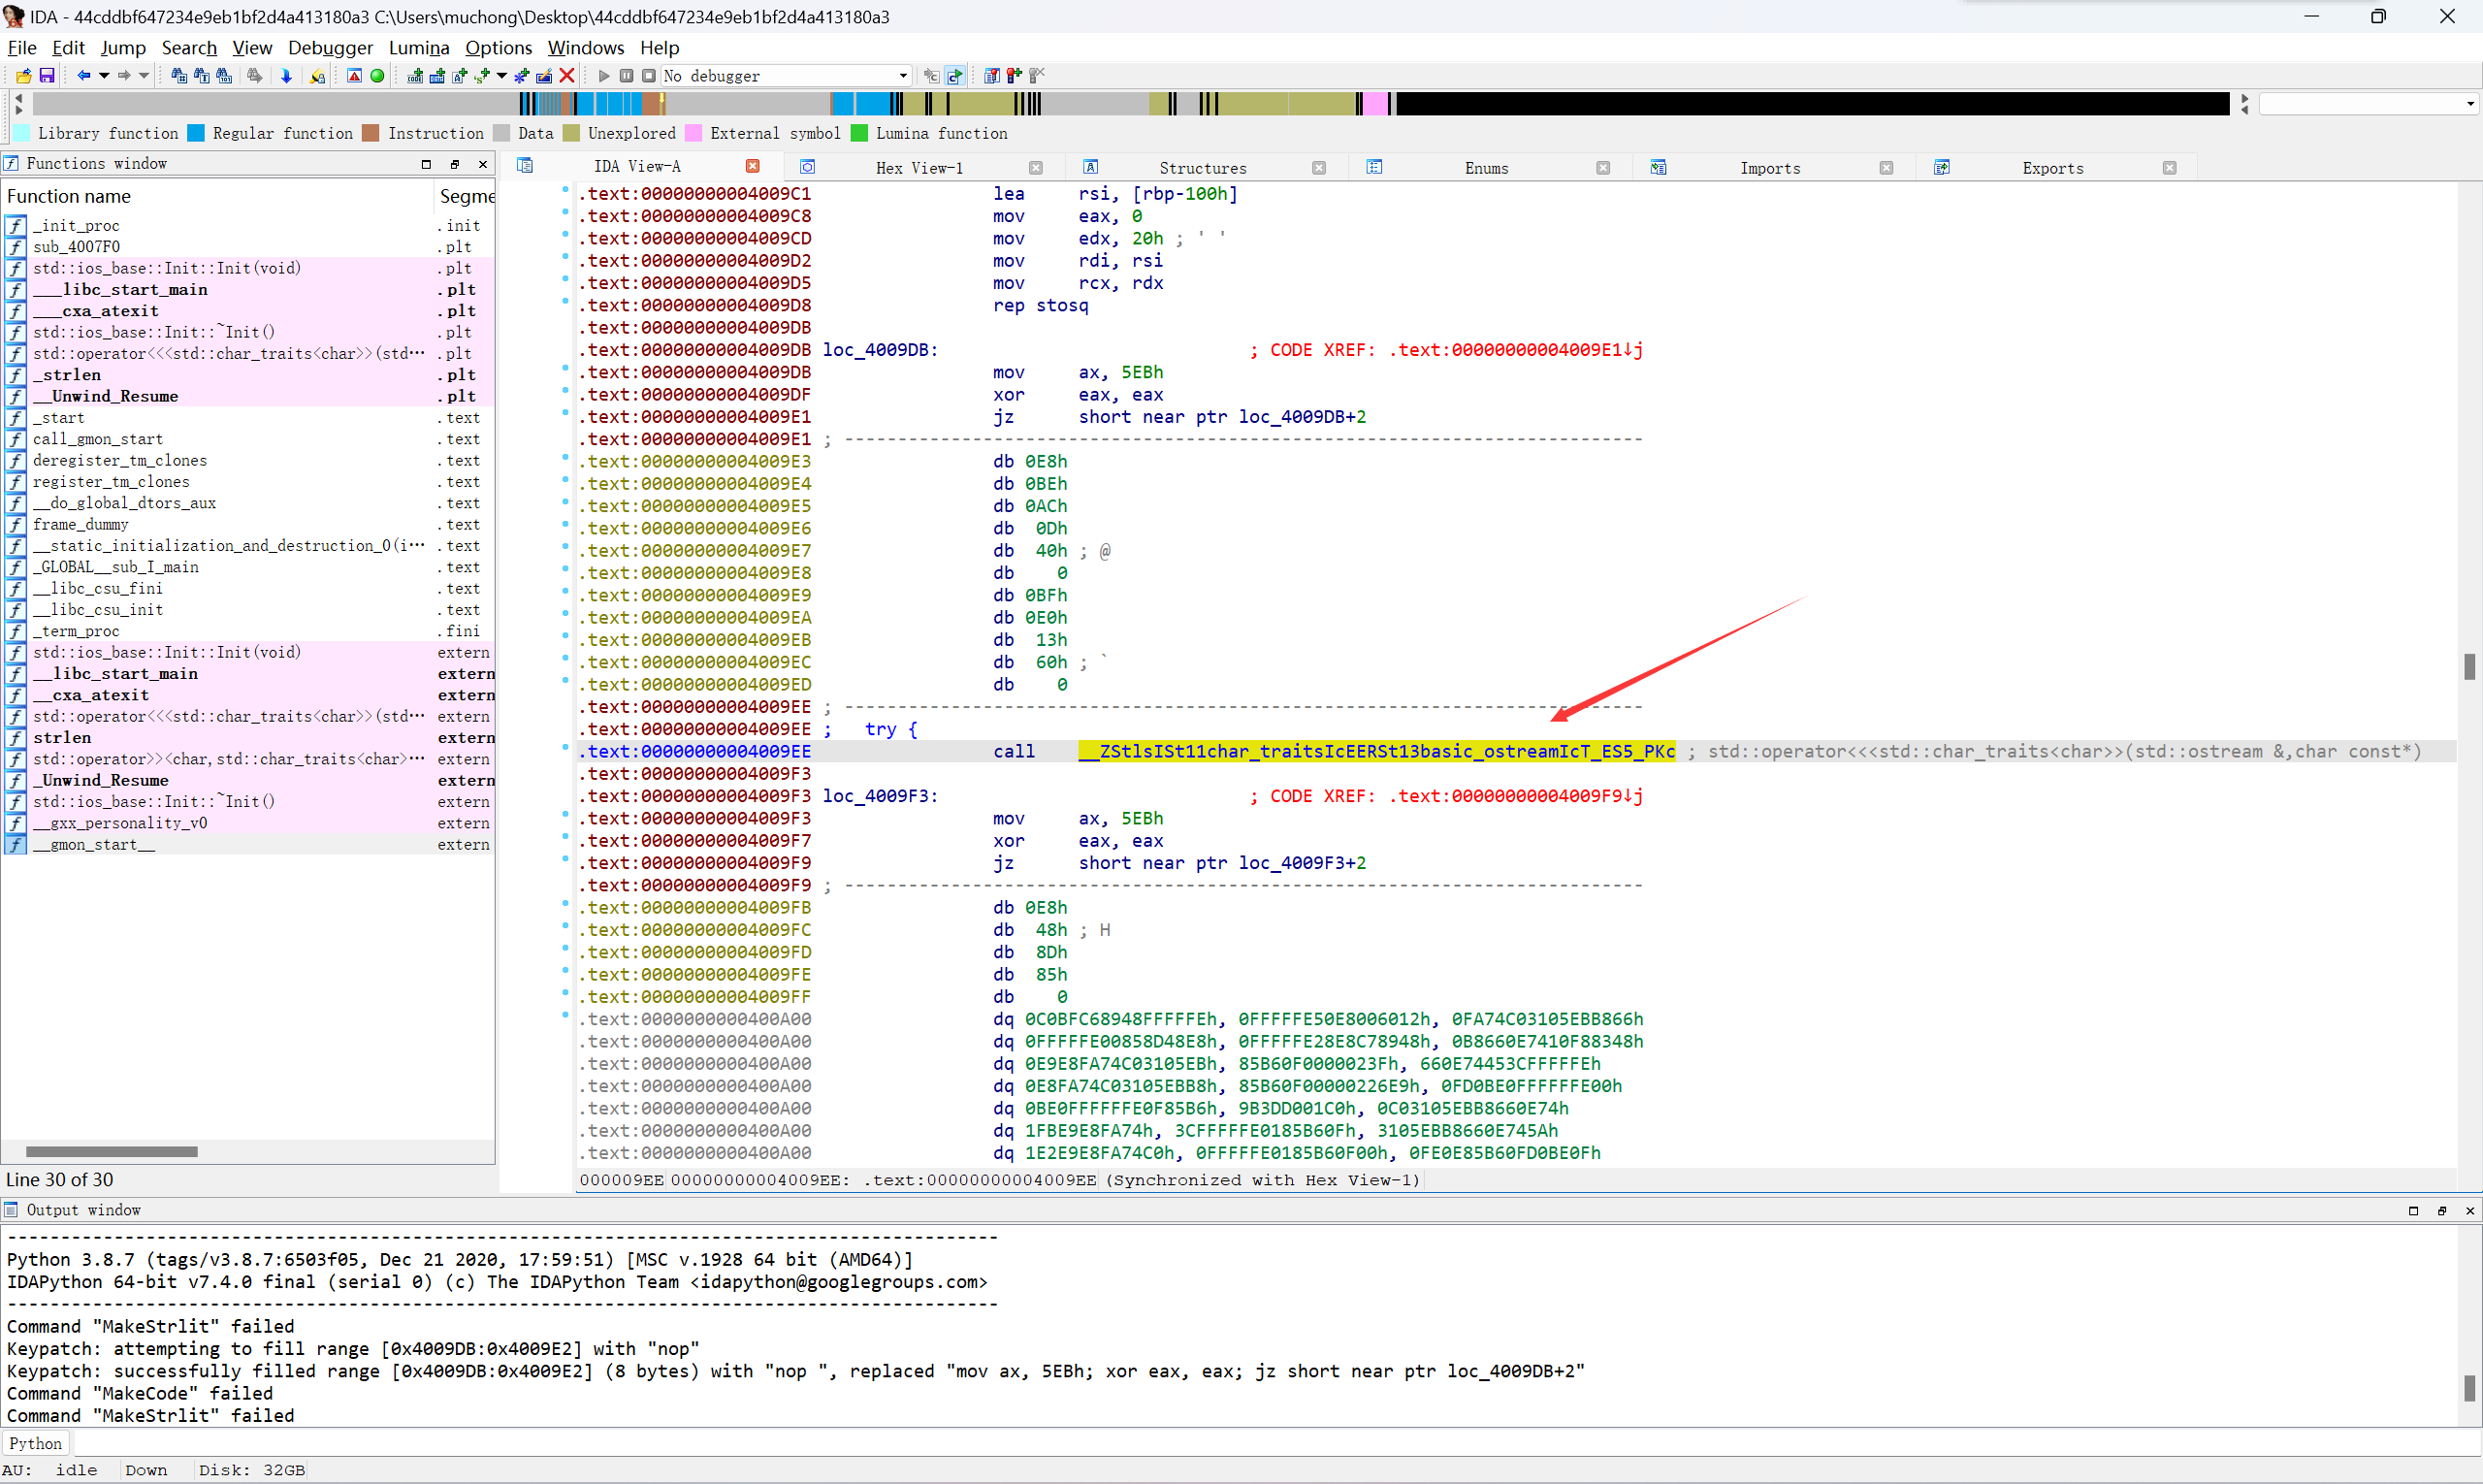 IDA - 44cddbf647234e9eb1bf2d4a413180a3 C:\Users\muchong\Desktop\44cddbf647234e9eb1bf2d4a413180a3
File Edit Jump Search View Debugger Lumina Options Windows Help
No debugger
Library function Regular function Instruction Data Unexplored External symbol Lumina function
Functions window
Function name Segme
_init_proc .init
sub_4007F0 .plt
std::ios_base::Init::Init(void) .plt
___libc_start_main .plt
___cxa_atexit .plt
std::ios_base::Init::~Init() .plt
std::operator<<<std::char_traits<char>>(std··· .plt
_strlen .plt
__Unwind_Resume .plt
_start .text
call_gmon_start .text
deregister_tm_clones .text
register_tm_clones .text
__do_global_dtors_aux .text
frame_dummy .text
__static_initialization_and_destruction_0(i··· .text
_GLOBAL__sub_I_main .text
__libc_csu_fini .text
__libc_csu_init .text
_term_proc .fini
std::ios_base::Init::Init(void) extern
__libc_start_main extern
__cxa_atexit extern
std::operator<<<std::char_traits<char>>(std··· extern
strlen extern
std::operator>><char,std::char_traits<char>··· extern
_Unwind_Resume extern
std::ios_base::Init::~Init() extern
__gxx_personality_v0 extern
__gmon_start__ extern
Line 30 of 30
IDA View-A Hex View-1 Structures Enums Imports Exports
.text:00000000004009C1 lea rsi, [rbp-100h]
.text:00000000004009C8 mov eax, 0
.text:00000000004009CD mov edx, 20h ; ' '
.text:00000000004009D2 mov rdi, rsi
.text:00000000004009D5 mov rcx, rdx
.text:00000000004009D8 rep stosq
.text:00000000004009DB
.text:00000000004009DB loc_4009DB: ; CODE XREF: .text:00000000004009E1↓j
.text:00000000004009DB mov ax, 5EBh
.text:00000000004009DF xor eax, eax
.text:00000000004009E1 jz short near ptr loc_4009DB+2
.text:00000000004009E1 ; ---------------------------------------------------------------------------
.text:00000000004009E3 db 0E8h
.text:00000000004009E4 db 0BEh
.text:00000000004009E5 db 0ACh
.text:00000000004009E6 db 0Dh
.text:00000000004009E7 db 40h ; @
.text:00000000004009E8 db 0
.text:00000000004009E9 db 0BFh
.text:00000000004009EA db 0E0h
.text:00000000004009EB db 13h
.text:00000000004009EC db 60h ; `
.text:00000000004009ED db 0
.text:00000000004009EE ; ---------------------------------------------------------------------------
.text:00000000004009EE ; try {
.text:00000000004009EE call __ZStlsISt11char_traitsIcEERSt13basic_ostreamIcT_ES5_PKc ; std::operator<<<std::char_traits<char>>(std::ostream &,char const*)
.text:00000000004009F3
.text:00000000004009F3 loc_4009F3: ; CODE XREF: .text:00000000004009F9↓j
.text:00000000004009F3 mov ax, 5EBh
.text:00000000004009F7 xor eax, eax
.text:00000000004009F9 jz short near ptr loc_4009F3+2
.text:00000000004009F9 ; ---------------------------------------------------------------------------
.text:00000000004009FB db 0E8h
.text:00000000004009FC db 48h ; H
.text:00000000004009FD db 8Dh
.text:00000000004009FE db 85h
.text:00000000004009FF db 0
.text:0000000000400A00 dq 0C0BFC68948FFFFFEh, 0FFFFFE50E8006012h, 0FA74C03105EBB866h
.text:0000000000400A00 dq 0FFFFFE00858D48E8h, 0FFFFFE28E8C78948h, 0B8660E7410F88348h
.text:0000000000400A00 dq 0E9E8FA74C03105EBh, 85B60F0000023Fh, 660E74453CFFFFFEh
.text:0000000000400A00 dq 0E8FA74C03105EBB8h, 85B60F00000226E9h, 0FD0BE0FFFFFFE00h
.text:0000000000400A00 dq 0BE0FFFFFFE0F85B6h, 9B3DD001C0h, 0C03105EBB8660E74h
.text:0000000000400A00 dq 1FBE9E8FA74h, 3CFFFFFE0185B60Fh, 3105EBB8660E745Ah
.text:0000000000400A00 dq 1E2E9E8FA74C0h, 0FFFFFE0185B60F00h, 0FE0E85B60FD0BE0Fh
000009EE 00000000004009EE: .text:00000000004009EE (Synchronized with Hex View-1)
Output window
---------------------------------------------------------------------------------------------
Python 3.8.7 (tags/v3.8.7:6503f05, Dec 21 2020, 17:59:51) [MSC v.1928 64 bit (AMD64)]
IDAPython 64-bit v7.4.0 final (serial 0) (c) The IDAPython Team <idapython@googlegroups.com>
---------------------------------------------------------------------------------------------
Command "MakeStrlit" failed
Keypatch: attempting to fill range [0x4009DB:0x4009E2] with "nop"
Keypatch: successfully filled range [0x4009DB:0x4009E2] (8 bytes) with "nop ", replaced "mov ax, 5EBh; xor eax, eax; jz short near ptr loc_4009DB+2"
Command "MakeCode" failed
Command "MakeStrlit" failed
Python
AU: idle Down Disk: 32GB